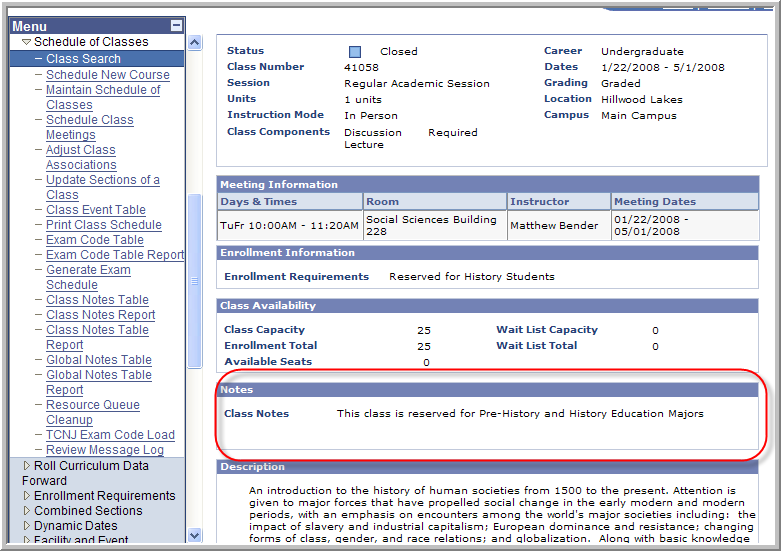 Menu
Schedule of Classes
Class Search
Schedule New Course
Maintain Schedule of
Classes
Schedule Class
Meetings
Adjust Class
Associations
Update Sections of a
Class
Class Event Table
Print Class Schedule
Exam Code Table
Exam Code Table Report
Generate Exam
Schedule
Class Notes Table
Class Notes Report
Class Notes Table
Report
Global Notes Table
Global Notes Table
Report
Resource Queue
Cleanup
TCNJ Exam Code Load
Review Message Log
Roll Curriculum Data
Forward
Enrollment Requirements
Combined Sections
Dynamic Dates
Facility and Event
Status Closed Career Undergraduate
Class Number 41058 Dates 1/22/2008 - 5/1/2008
Session Regular Academic Session Grading Graded
Units 1 units Location Hillwood Lakes
Instruction Mode In Person Campus Main Campus
Class Components Discussion Required
Lecture
Meeting Information
Days & Times Room Instructor Meeting Dates
TuFr 10:00AM - 11:20AM Social Sciences Building 228 Matthew Bender 01/22/2008 - 05/01/2008
Enrollment Information
Enrollment Requirements Reserved for History Students
Class Availability
Class Capacity 25 Wait List Capacity 0
Enrollment Total 25 Wait List Total 0
Available Seats 0
Notes
Class Notes This class is reserved for Pre-History and History Education Majors
Description
An introduction to the history of human societies from 1500 to the present. Attention is
given to major forces that have propelled social change in the early modern and modern
periods, with an emphasis on encounters among the world's major societies including: the
impact of slavery and industrial capitalism; European dominance and resistance; changing
forms of class, gender, and race relations; and globalization. Along with basic knowledge